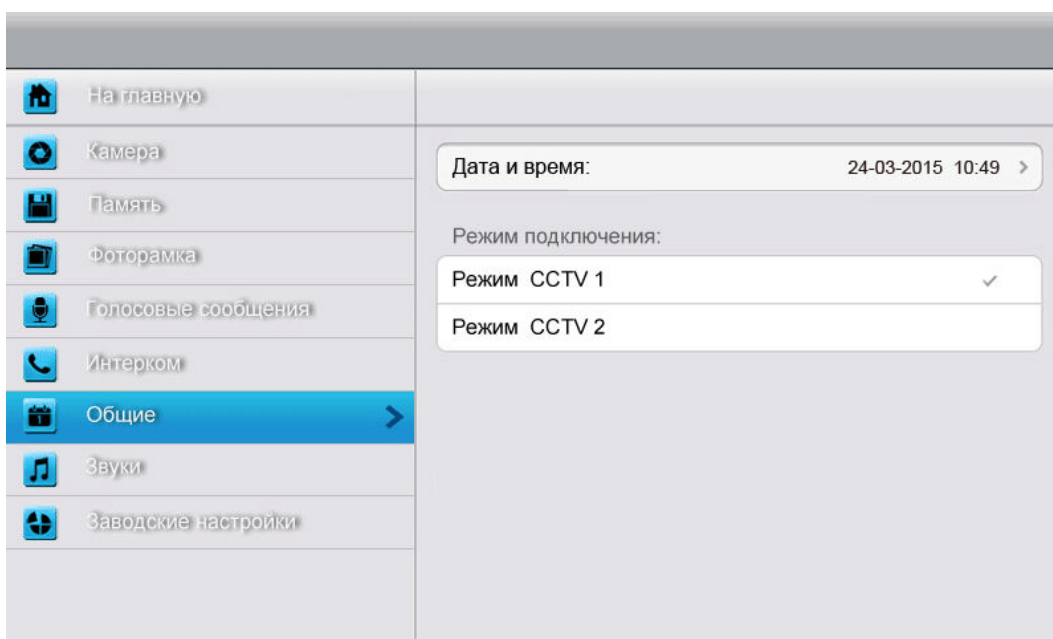 На главную
Камера
Память
Фоторамка
Голосовые сообщения
Интерком
Общие
Звуки
Заводские настройки
Дата и время: 24-03-2015 10:49
Режим подключения:
Режим CCTV 1
Режим CCTV 2